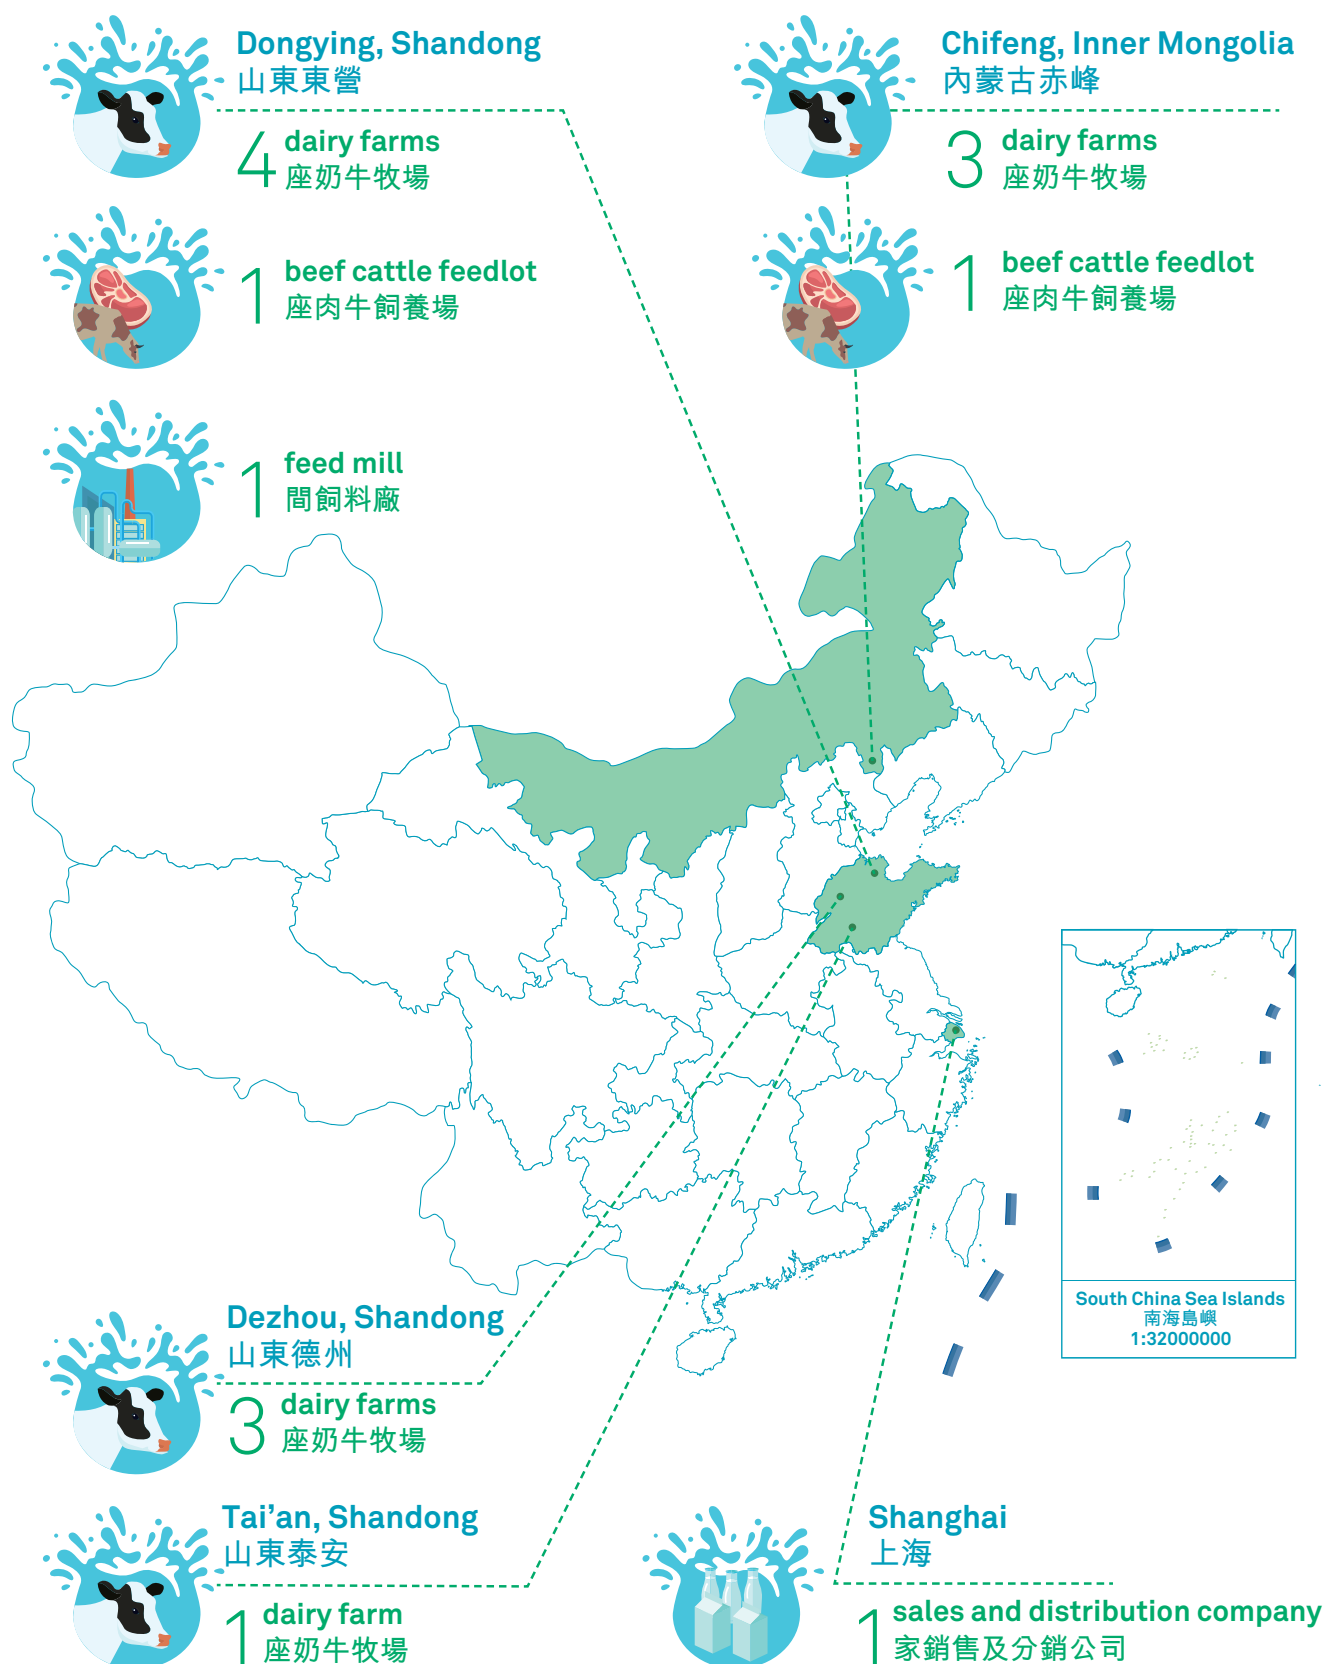 Dongying, Shandong
山東東營
4 dairy farms
座奶牛牧場
1 beef cattle feedlot
座肉牛飼養場
1 feed mill
間飼料廠
Chifeng, Inner Mongolia
內蒙古赤峰
3 dairy farms
座奶牛牧場
1 beef cattle feedlot
座肉牛飼養場
South China Sea Islands
南海島嶼
1:32000000
Dezhou, Shandong
山東德州
3 dairy farms
座奶牛牧場
Tai’an, Shandong
山東泰安
1 dairy farm
座奶牛牧場
Shanghai
上海
1 sales and distribution company
家銷售及分銷公司